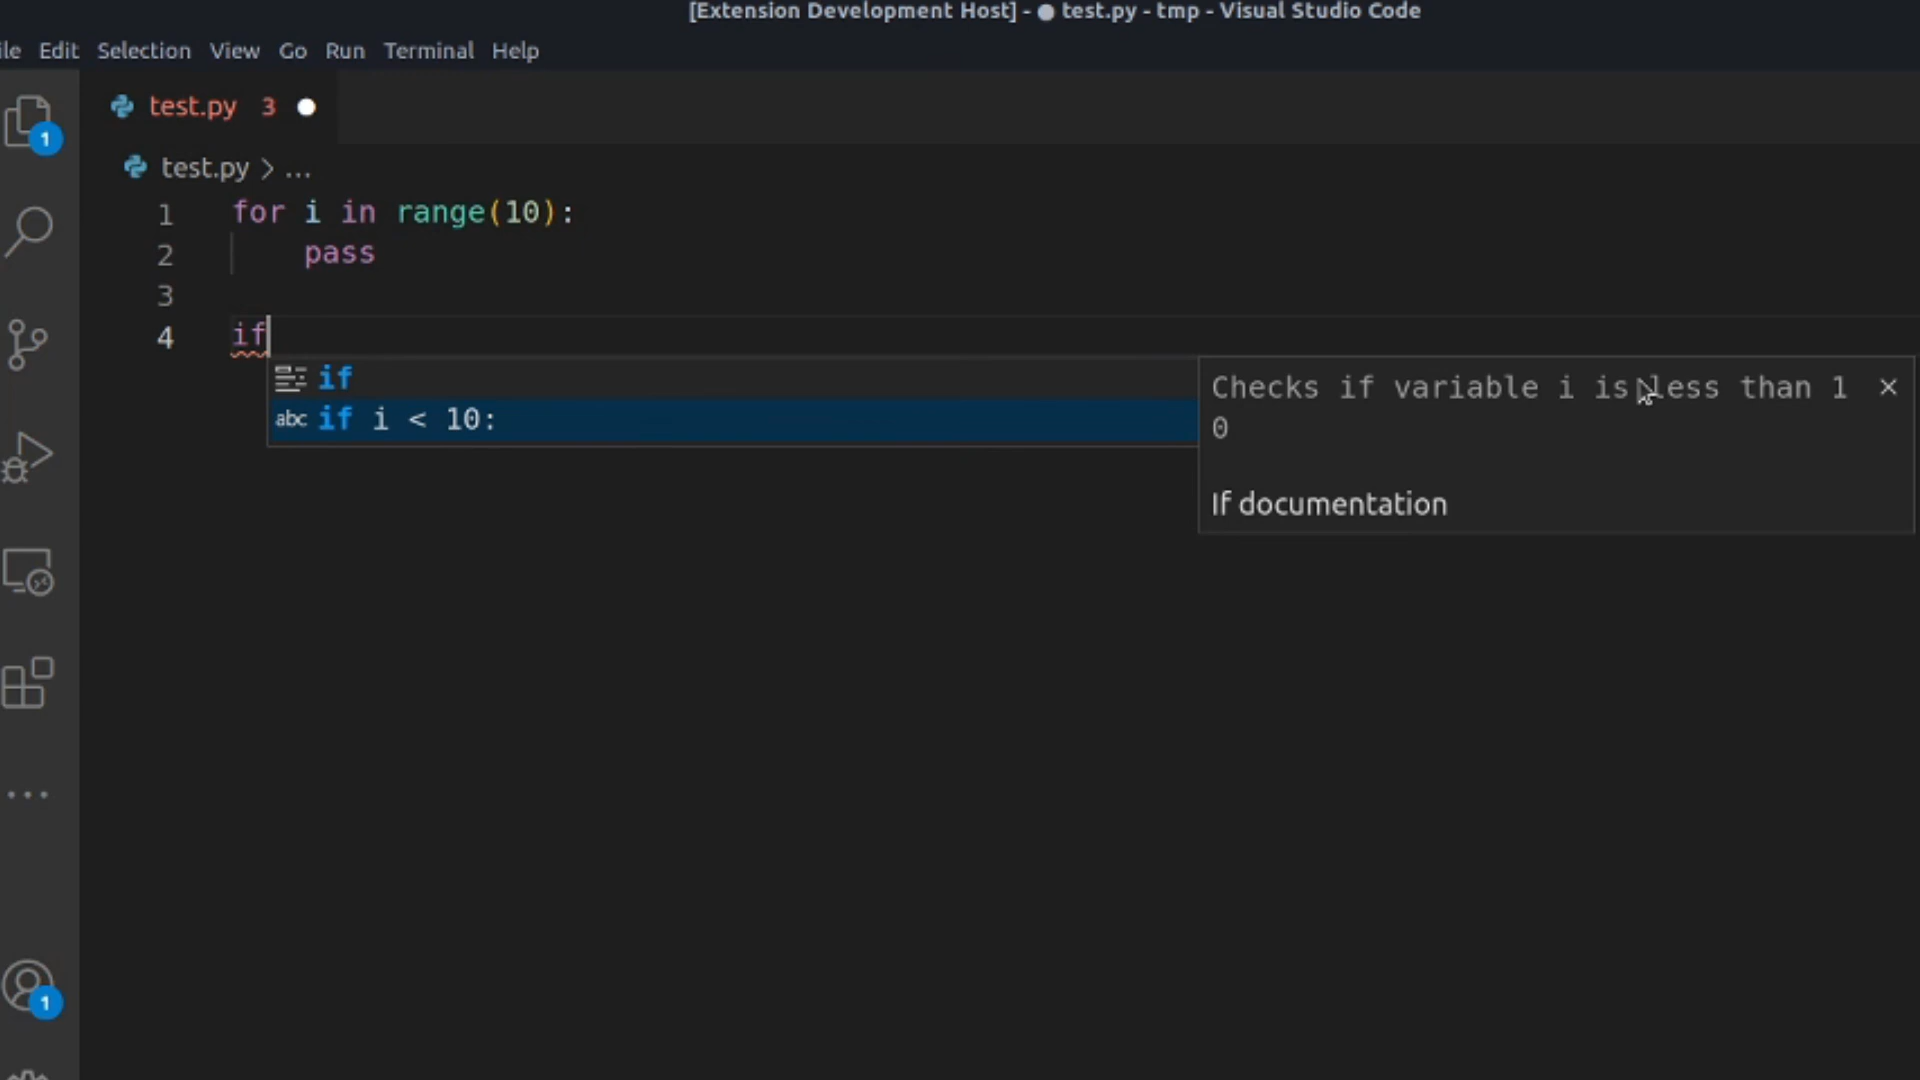 [Extension Development Host] - ● test.py - tmp - Visual Studio Code
ile Edit Selection View Go Run Terminal Help
test.py 3
1
test.py > ...
1 for i in range(10):
2 pass
3
4 if
if
abc if i < 10:
Checks if variable i is less than 1
0
If documentation
1